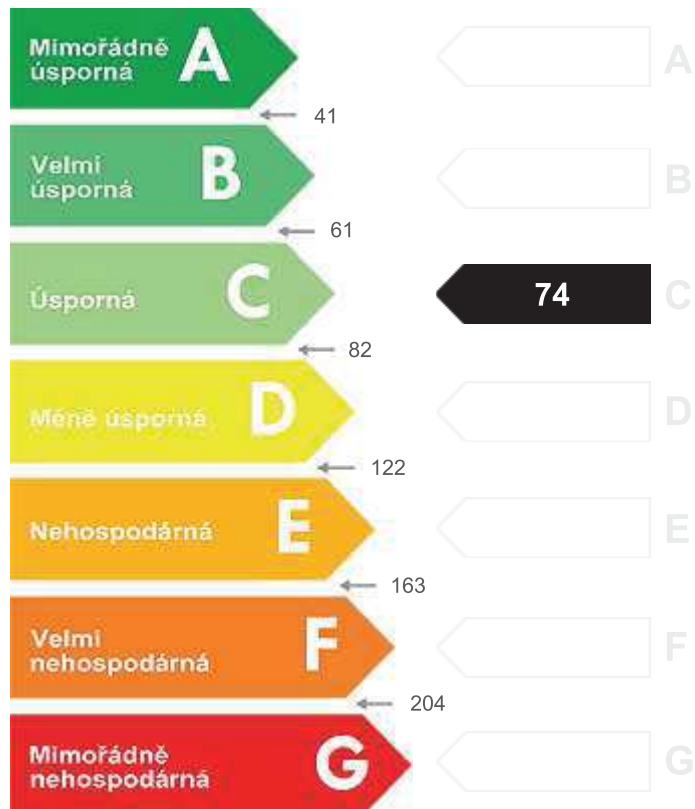 Mimořádně
úsporná
A
A
41
Velmi
úsporná
B
B
61
Úsporná
C
74
C
82
Méně úsporná
D
D
122
Nehospodárná
E
E
163
Velmi
nehospodárná
F
F
204
Mimořádně
nehospodárná
G
G